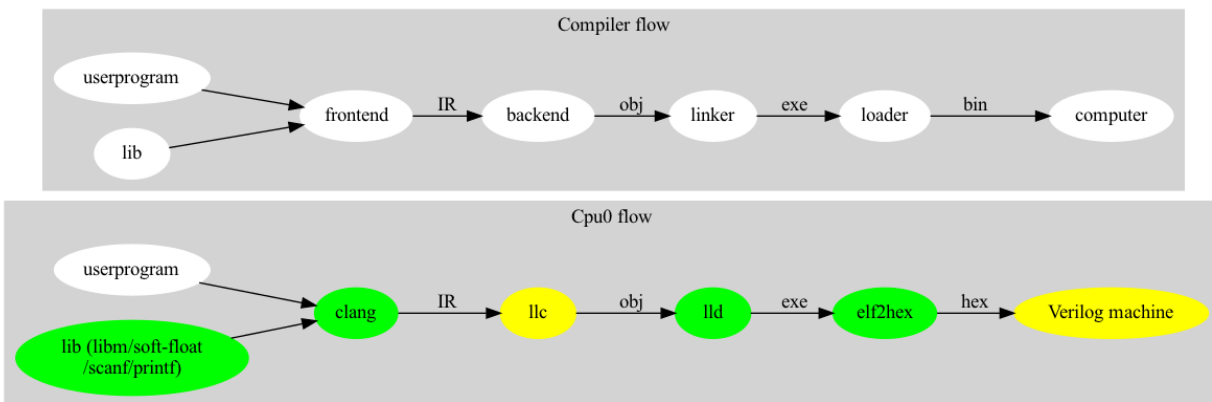 Compiler flow
userprogram
lib
frontend
IR
backend
obj
linker
exe
loader
bin
computer
Cpu0 flow
userprogram
lib (libm/soft-float
/scanf/printf)
clang
IR
llc
obj
lld
exe
elf2hex
hex
Verilog machine